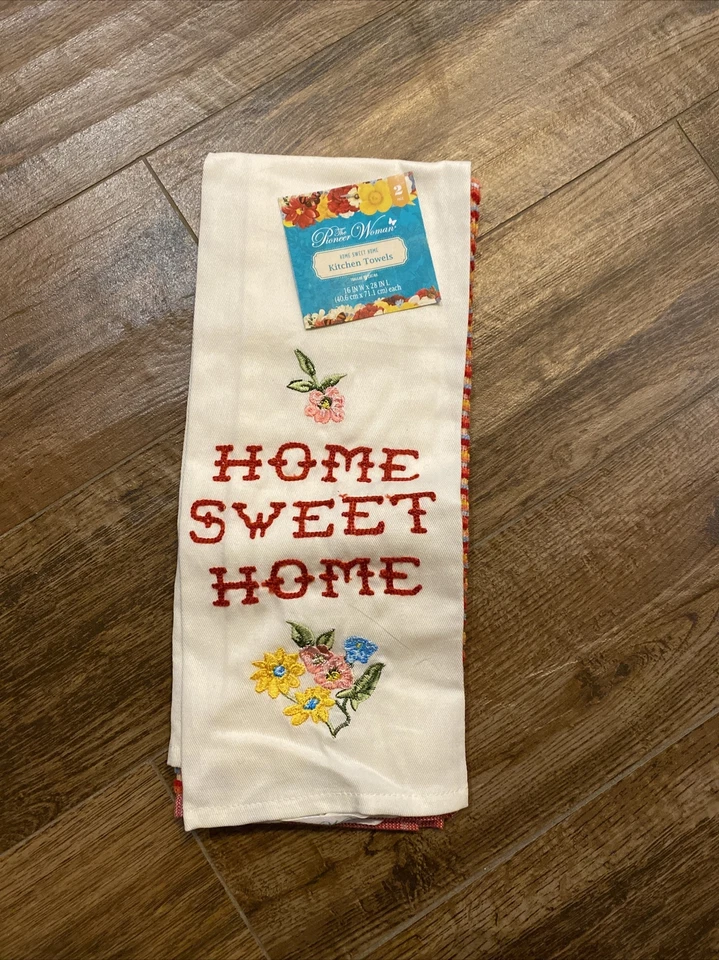 2
The
Pioneer Woman
HOME SWEET HOME
Kitchen Towels
16 IN W x 28 IN L
(40.6 cm x 71.1 cm) each
HOME
SWEET
HOME